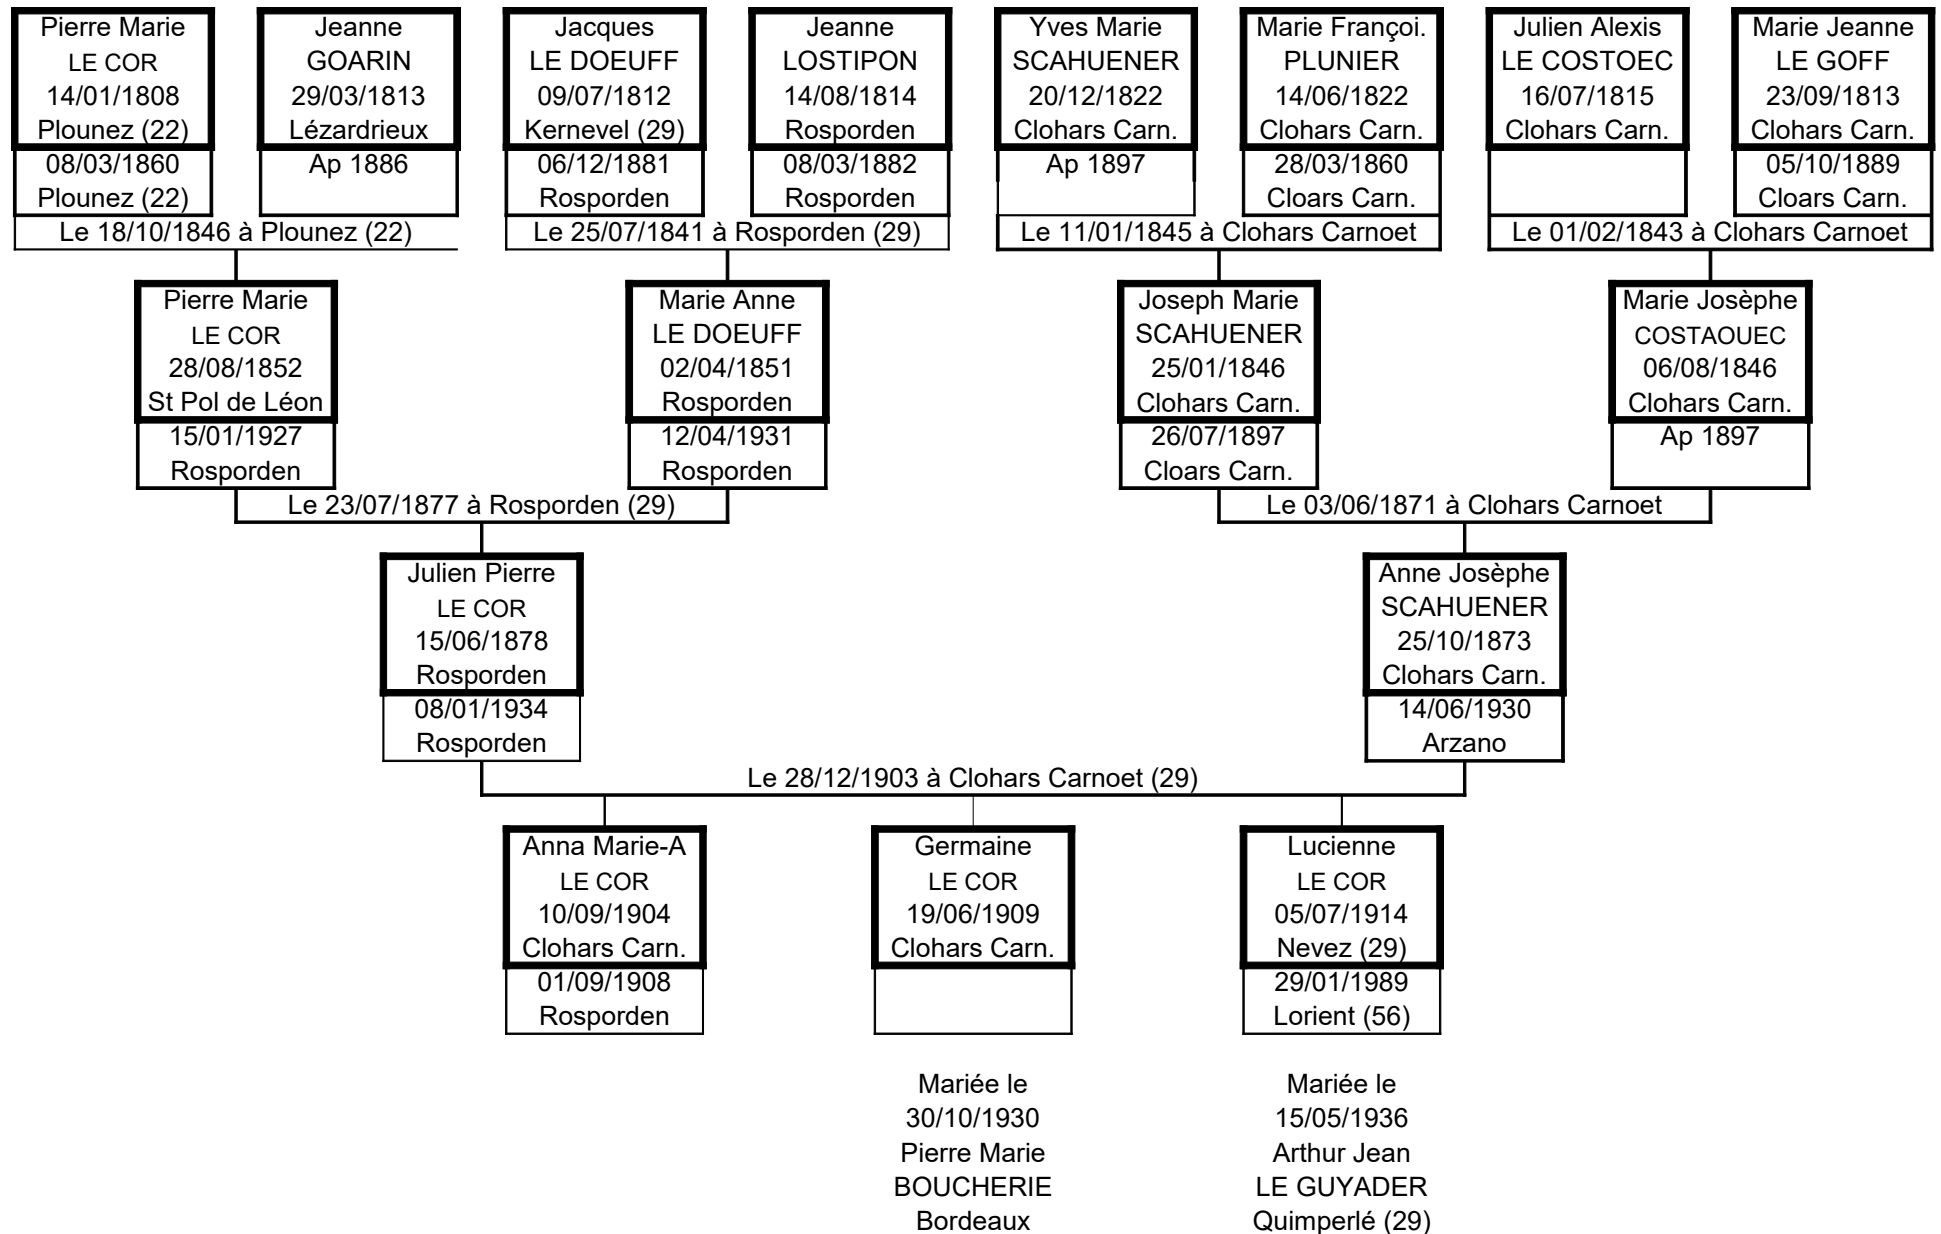 Pierre Marie
LE COR
14/01/1808
Plounez (22)
08/03/1860
Plounez (22)
Jeanne
GOARIN
29/03/1813
Lézardrieux
Ap 1886
Le 18/10/1846 à Plounez (22)
Jacques
LE DOEUFF
09/07/1812
Kernevel (29)
06/12/1881
Rosporden
Jeanne
LOSTIPON
14/08/1814
Rosporden
08/03/1882
Rosporden
Le 25/07/1841 à Rosporden (29)
Yves Marie
SCAHUENER
20/12/1822
Clohars Carn.
Ap 1897
Marie Françoi.
PLUNIER
14/06/1822
Clohars Carn.
28/03/1860
Cloars Carn.
Le 11/01/1845 à Clohars Carnoet
Julien Alexis
LE COSTOEC
16/07/1815
Clohars Carn.
Marie Jeanne
LE GOFF
23/09/1813
Clohars Carn.
05/10/1889
Cloars Carn.
Le 01/02/1843 à Clohars Carnoet
Pierre Marie
LE COR
28/08/1852
St Pol de Léon
15/01/1927
Rosporden
Marie Anne
LE DOEUFF
02/04/1851
Rosporden
12/04/1931
Rosporden
Le 23/07/1877 à Rosporden (29)
Joseph Marie
SCAHUENER
25/01/1846
Clohars Carn.
26/07/1897
Cloars Carn.
Marie Josèphe
COSTAOUEC
06/08/1846
Clohars Carn.
Ap 1897
Le 03/06/1871 à Clohars Carnoet
Julien Pierre
LE COR
15/06/1878
Rosporden
08/01/1934
Rosporden
Anne Josèphe
SCAHUENER
25/10/1873
Clohars Carn.
14/06/1930
Arzano
Le 28/12/1903 à Clohars Carnoet (29)
Anna Marie-A
LE COR
10/09/1904
Clohars Carn.
01/09/1908
Rosporden
Germaine
LE COR
19/06/1909
Clohars Carn.
Mariée le
30/10/1930
Pierre Marie
BOUCHERIE
Bordeaux
Lucienne
LE COR
05/07/1914
Nevez (29)
29/01/1989
Lorient (56)
Mariée le
15/05/1936
Arthur Jean
LE GUYADER
Quimperlé (29)